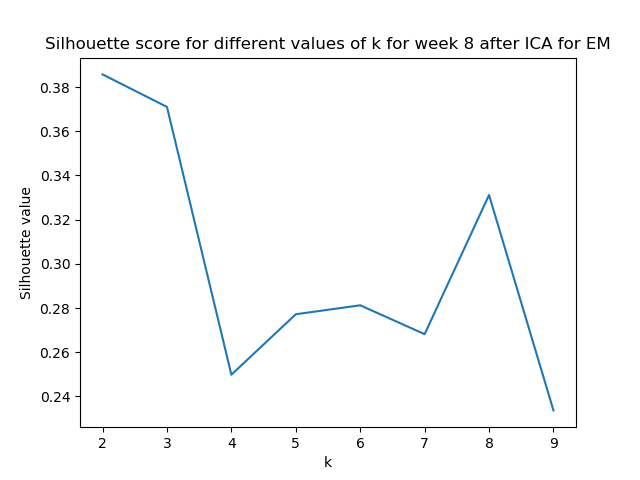 Silhouette score for different values of k for week 8 after ICA for EM
Silhouette value
0.38
0.36
0.34
0.32
0.30
0.28
0.26
0.24
2 3 4 5 6 7 8 9
k